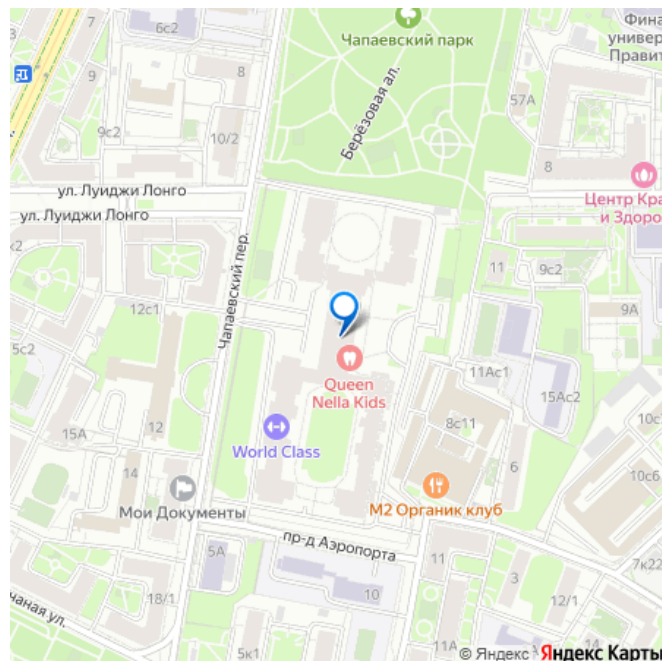 7
6с2
Чапаевский парк
Фина
универ
Правит
8
9
57А
Берёзовая ал.
9с2
10/2
8
Центр Кра
и Здоро
ул. Луиджи Лонго
ул. Луиджи Лонго
Чапаевский пер.
11
9с2
к2
9А
12с1
5с2
Queen
Nella Kids
11Ас1
15Ас2
8с11
10с
15А
12
World Class
14
6
10с6
Мои Документы
М2 Органик клуб
пр-д Аэропорта
5А
11
3
7к22
10
чаная ул.
18/1
12/1
5к1
11А
11А
© Яндекс Яндекс Карты